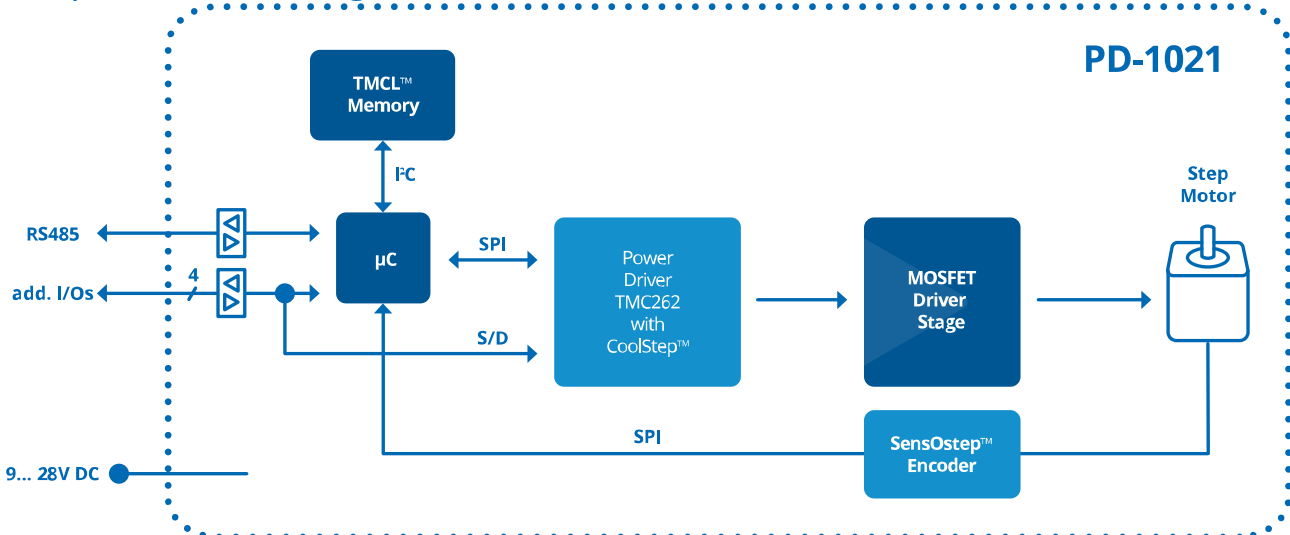 PD-1021
TMCL™
Memory
I²C
Step
Motor
RS485
µC
SPI
Power
Driver
TMC262
with
CoolStep™
MOSFET
Driver
Stage
4
add. I/Os
S/D
SPI
SensOstep™
Encoder
9... 28V DC